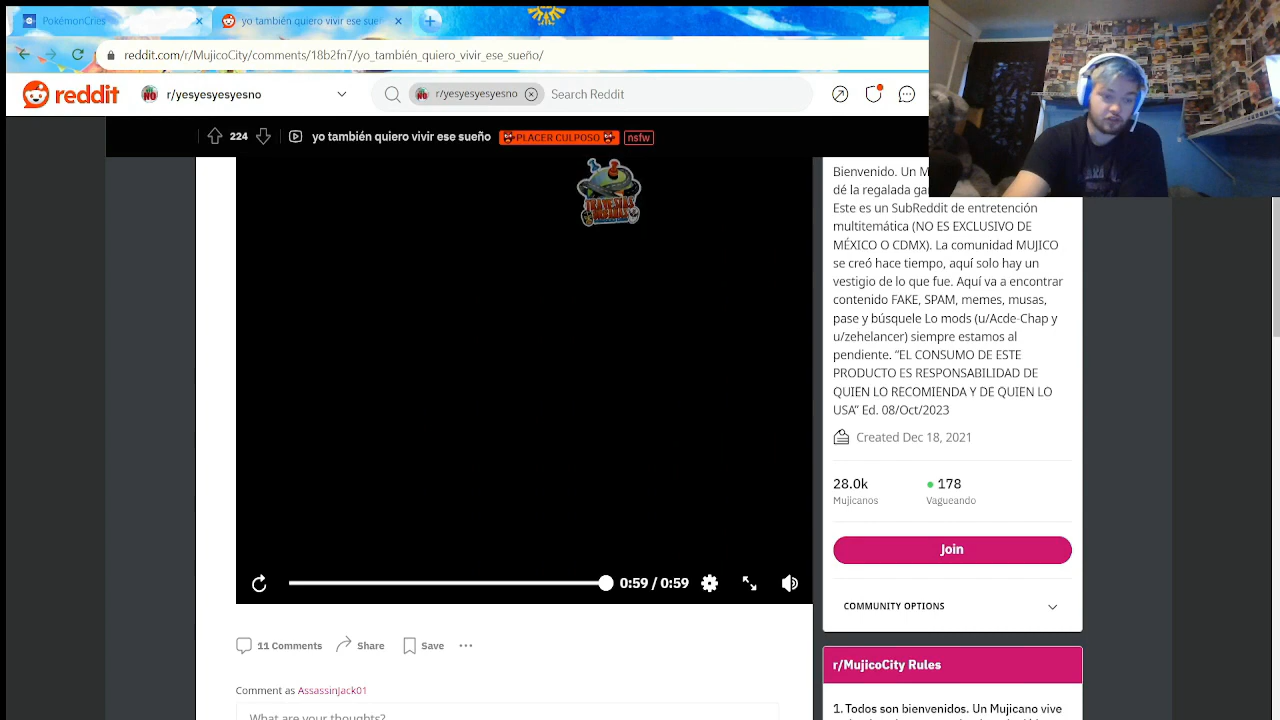 PokémonCries
yo también quiero vivir ese sueñ
reddit.com/r/MujicoCity/comments/18b2fn7/yo_también_quiero_vivir_ese_sueño/
reddit
r/yesyesyesyesno
r/yesyesyesyesno
Search Reddit
224
yo también quiero vivir ese sueño
PLACER CULPOSO
nsfw
Bienvenido. Un M
dé la regalada ga
Este es un SubReddit de entretención
multitemática (NO ES EXCLUSIVO DE
MÉXICO O CDMX). La comunidad MUJICO
se creó hace tiempo, aquí solo hay un
vestigio de lo que fue. Aquí va a encontrar
contenido FAKE, SPAM, memes, musas,
pase y búsquele Lo mods (u/Acde-Chap y
u/zehelancer) siempre estamos al
pendiente. “EL CONSUMO DE ESTE
PRODUCTO ES RESPONSABILIDAD DE
QUIEN LO RECOMIENDA Y DE QUIEN LO
USA” Ed. 08/Oct/2023
Created Dec 18, 2021
28.0k
178
Mujicanos
Vagueando
Join
0:59 / 0:59
COMMUNITY OPTIONS
11 Comments
Share
Save
r/MujicoCity Rules
Comment as AssassinJack01
What are your thoughts?
1. Todos son bienvenidos. Un Mujicano vive